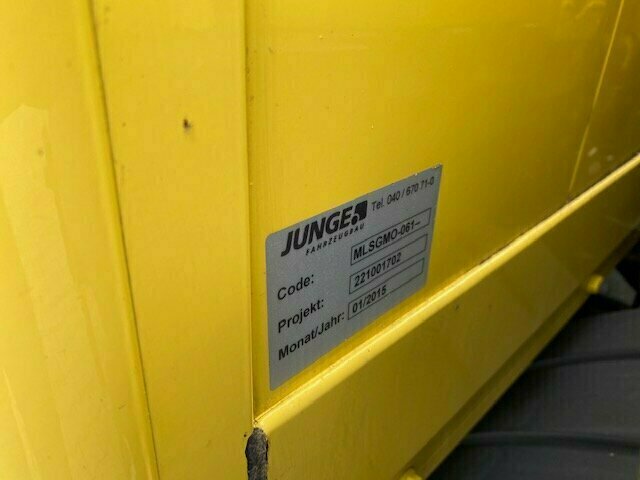 JUNGE Tel. 040 / 670 71-0
FAHRZEUGBAU
Code: MLSGMO-061--
Projekt: 221001702
Monat/Jahr: 01/2015